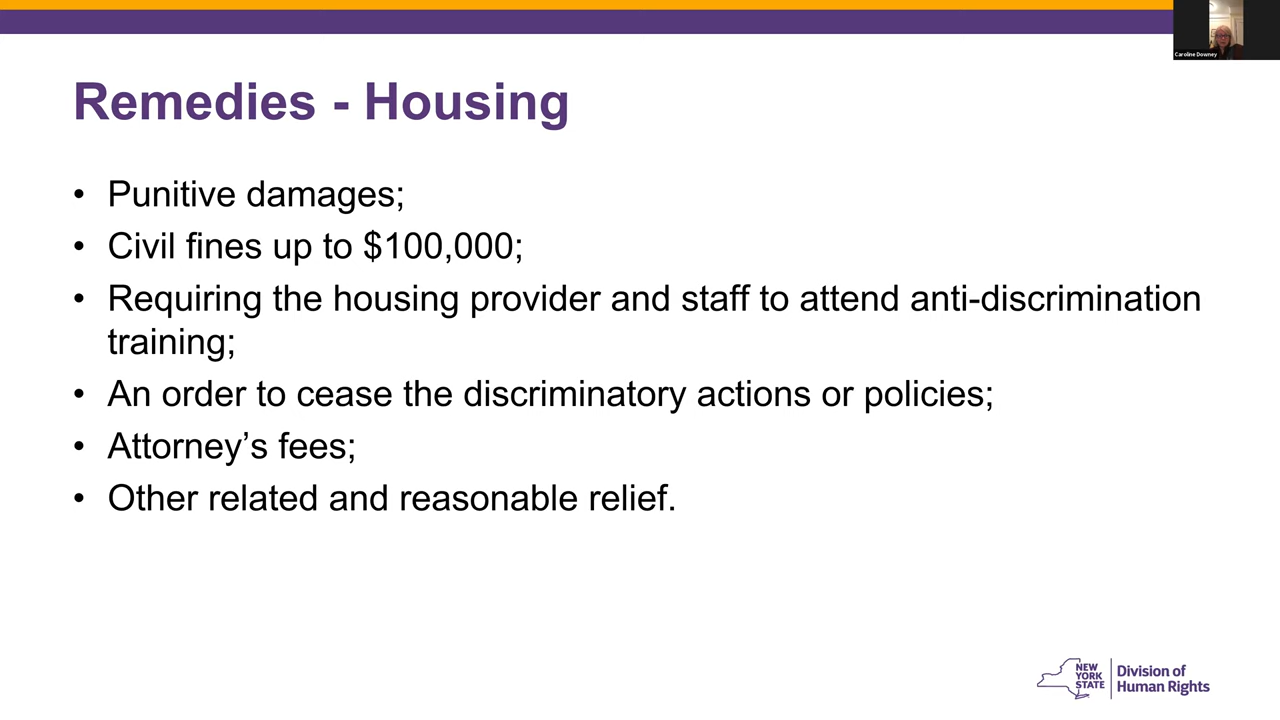 Caroline Downey
Remedies - Housing
• Punitive damages;
• Civil fines up to $100,000;
• Requiring the housing provider and staff to attend anti-discrimination
training;
• An order to cease the discriminatory actions or policies;
• Attorney’s fees;
• Other related and reasonable relief.
NEW
YORK
STATE
Division of
Human Rights